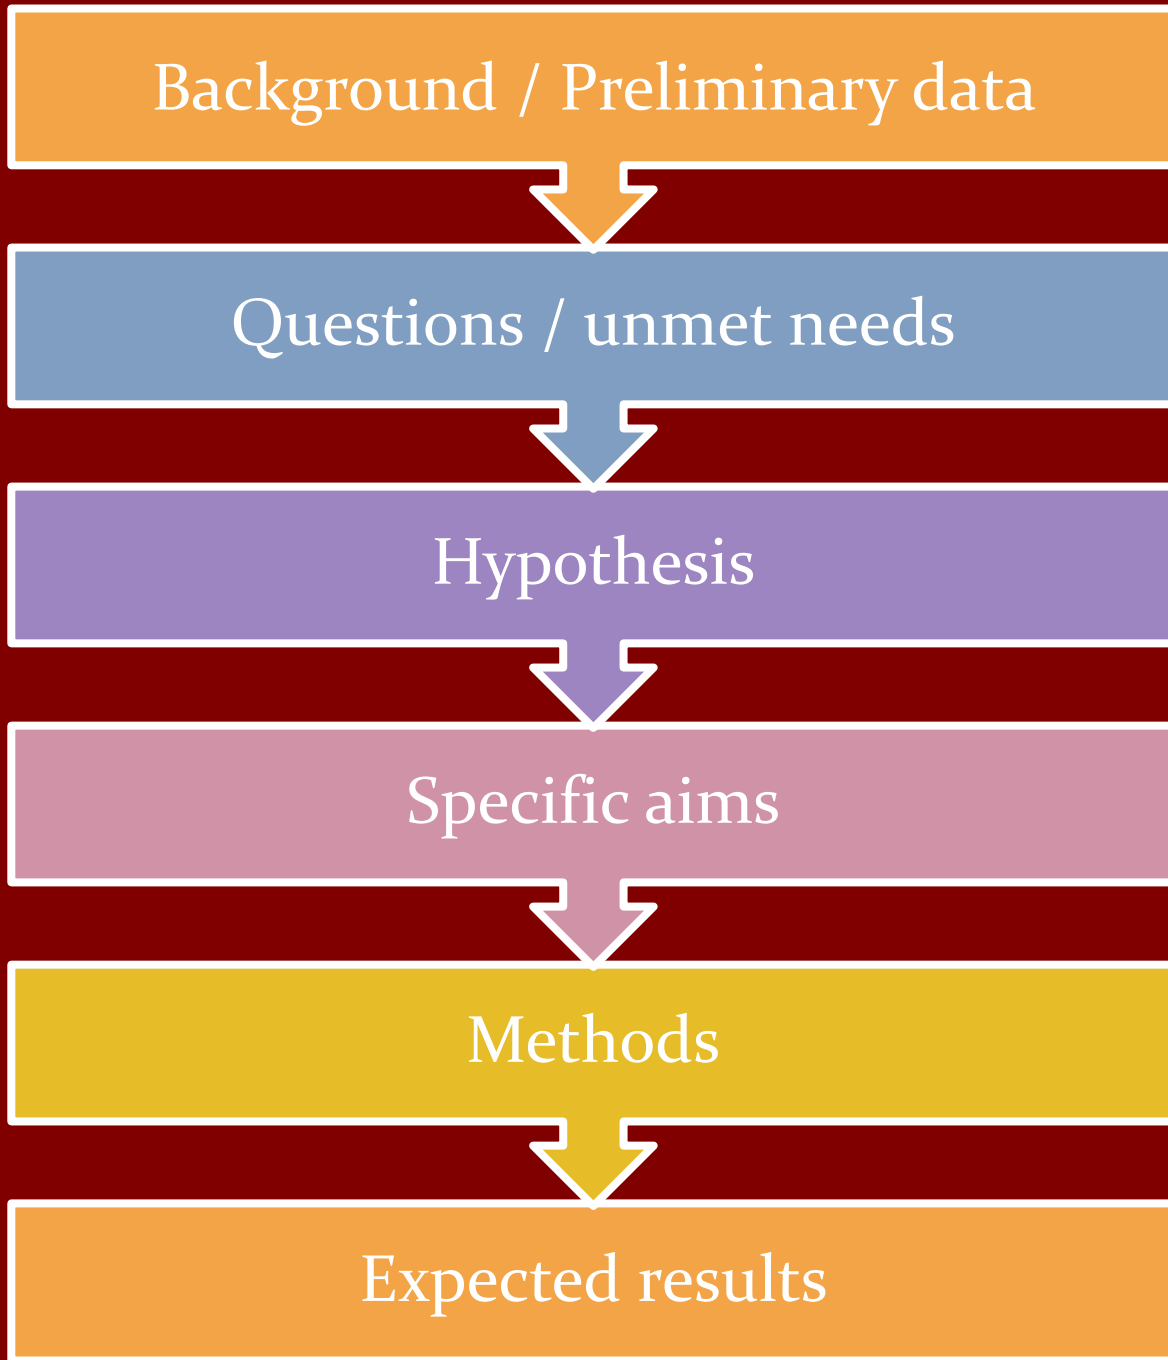 Background / Preliminary data
Questions / unmet needs
Hypothesis
Specific aims
Methods
Expected results